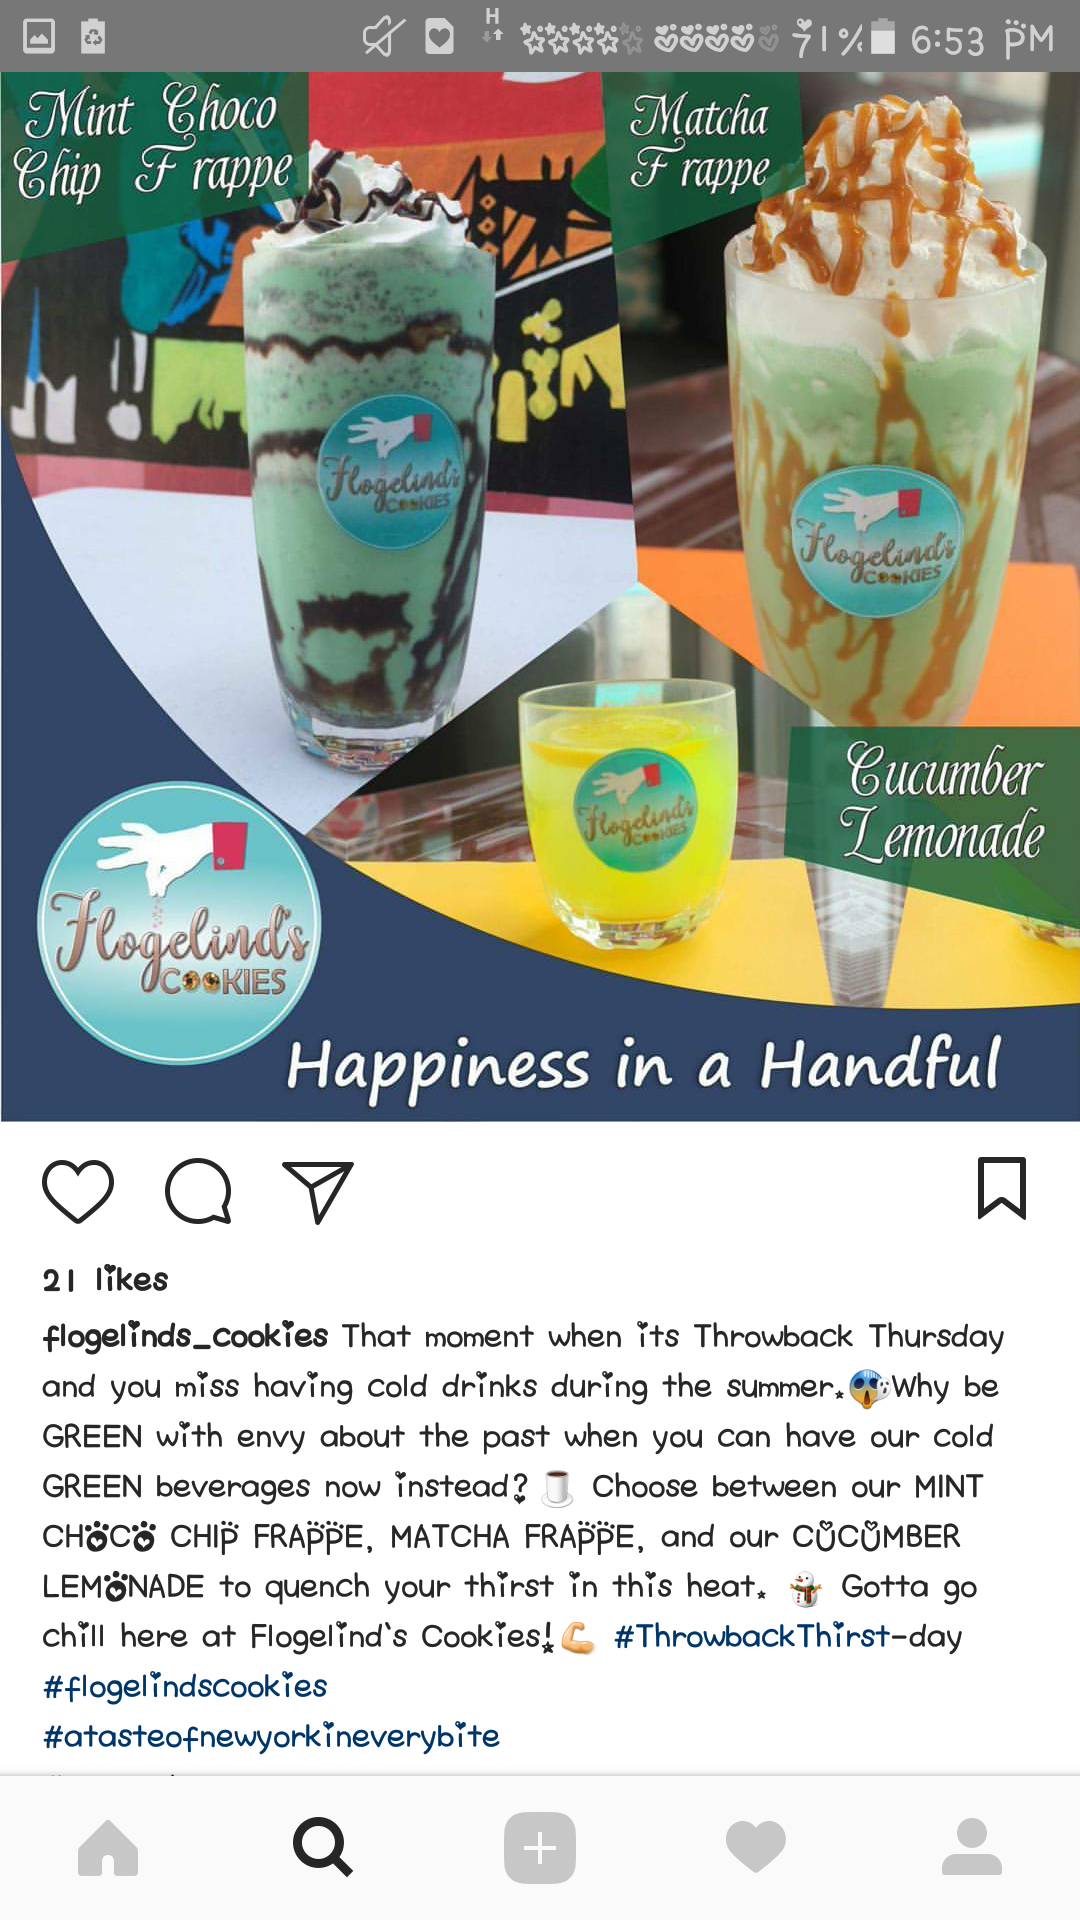 H
71% 6:53 PM
Mint Choco
Chip Frappe
Matcha
Frappe
Flogelind's
COOKIES
Flogelind's
COOKIES
Flogelind's
COOKIES
Cucumber
Lemonade
Flogelind's
COOKIES
Happiness in a Handful
21 likes
flogelinds_cookies That moment when its Throwback Thursday
and you miss having cold drinks during the summer.😱Why be
GREEN with envy about the past when you can have our cold
GREEN beverages now instead?☕ Choose between our MINT
CHOCO CHIP FRAPPE, MATCHA FRAPPE, and our CUCUMBER
LEMONADE to quench your thirst in this heat. ⛄ Gotta go
chill here at Flogelind's Cookies!💪 #ThrowbackThirst-day
#flogelindscookies
#atasteofnewyorkineverybite